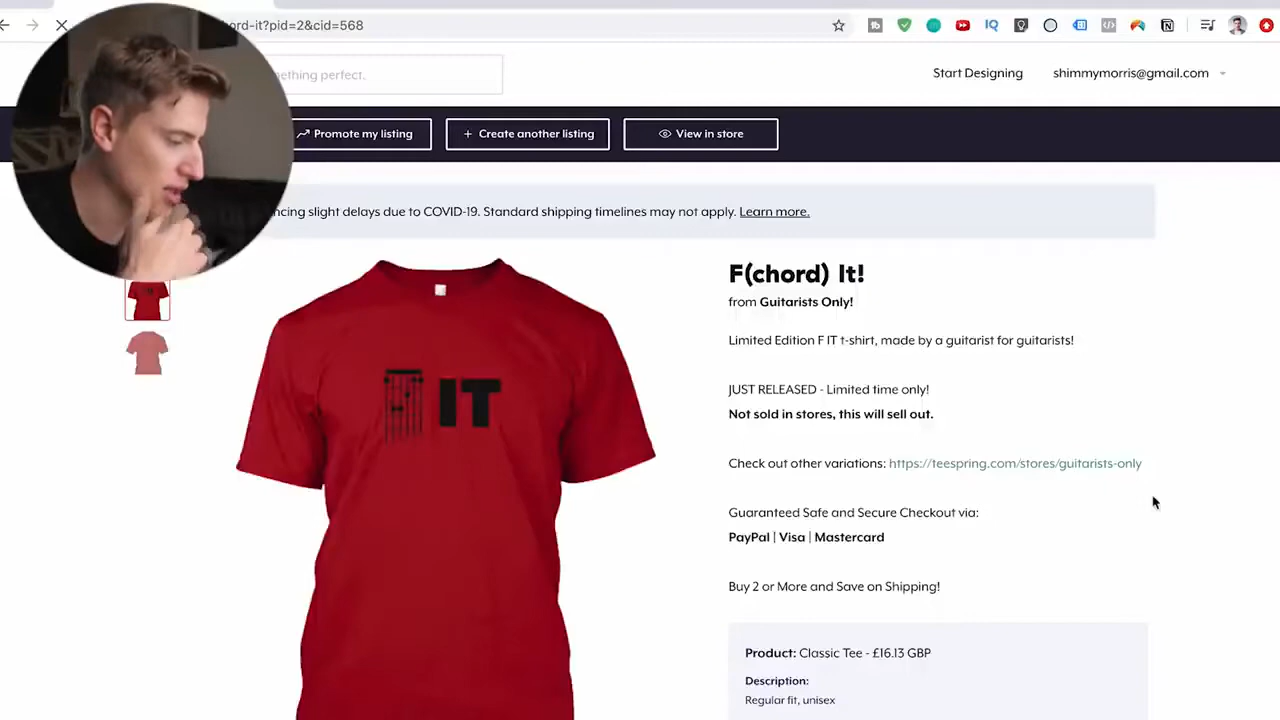 ord-it?pid=2&cid=568
IQ
ething perfect.
Start Designing
shimmymorris@gmail.com
Promote my listing
+ Create another listing
View in store
ncing slight delays due to COVID-19. Standard shipping timelines may not apply. Learn more.
F(chord) It!
from Guitarists Only!
Limited Edition F IT t-shirt, made by a guitarist for guitarists!
JUST RELEASED - Limited time only!
Not sold in stores, this will sell out.
Check out other variations: https://teespring.com/stores/guitarists-only
Guaranteed Safe and Secure Checkout via:
PayPal | Visa | Mastercard
Buy 2 or More and Save on Shipping!
Product: Classic Tee - £16.13 GBP
Description:
Regular fit, unisex
IT